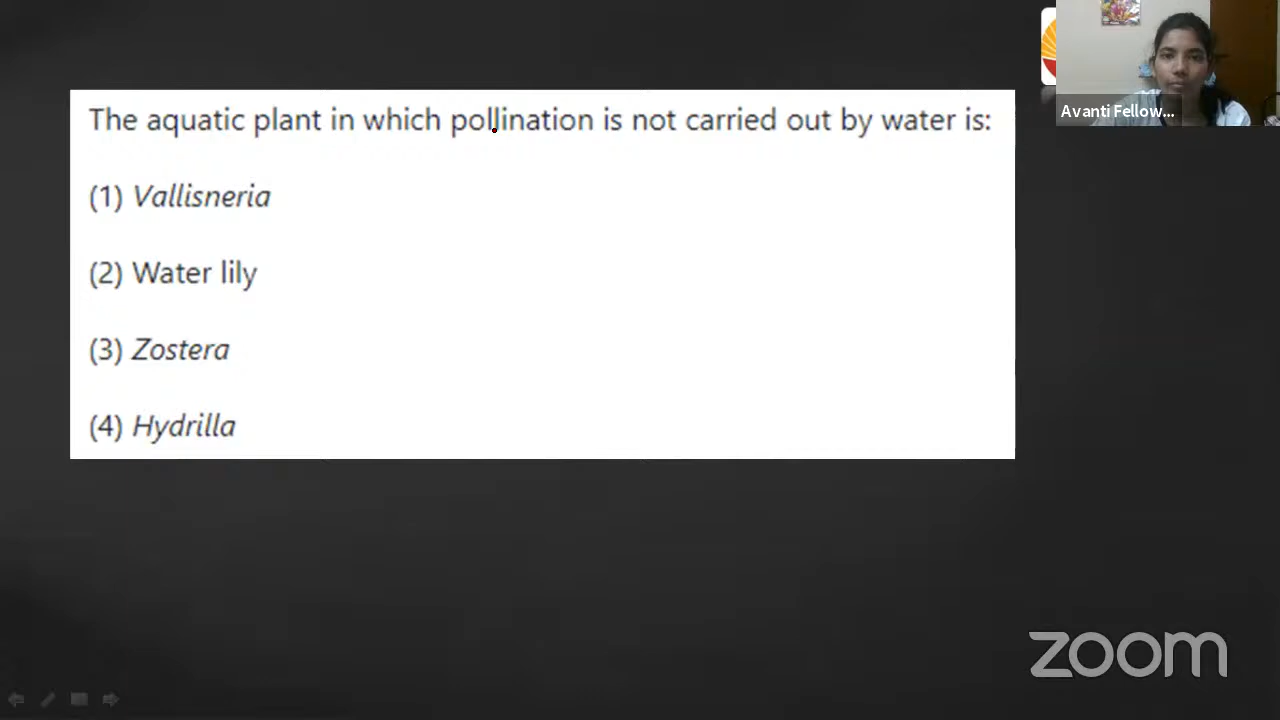 The aquatic plant in which pollination is not carried out by water is:
(1) Vallisneria
(2) Water lily
(3) Zostera
(4) Hydrilla
Avanti Fellow...
zoom